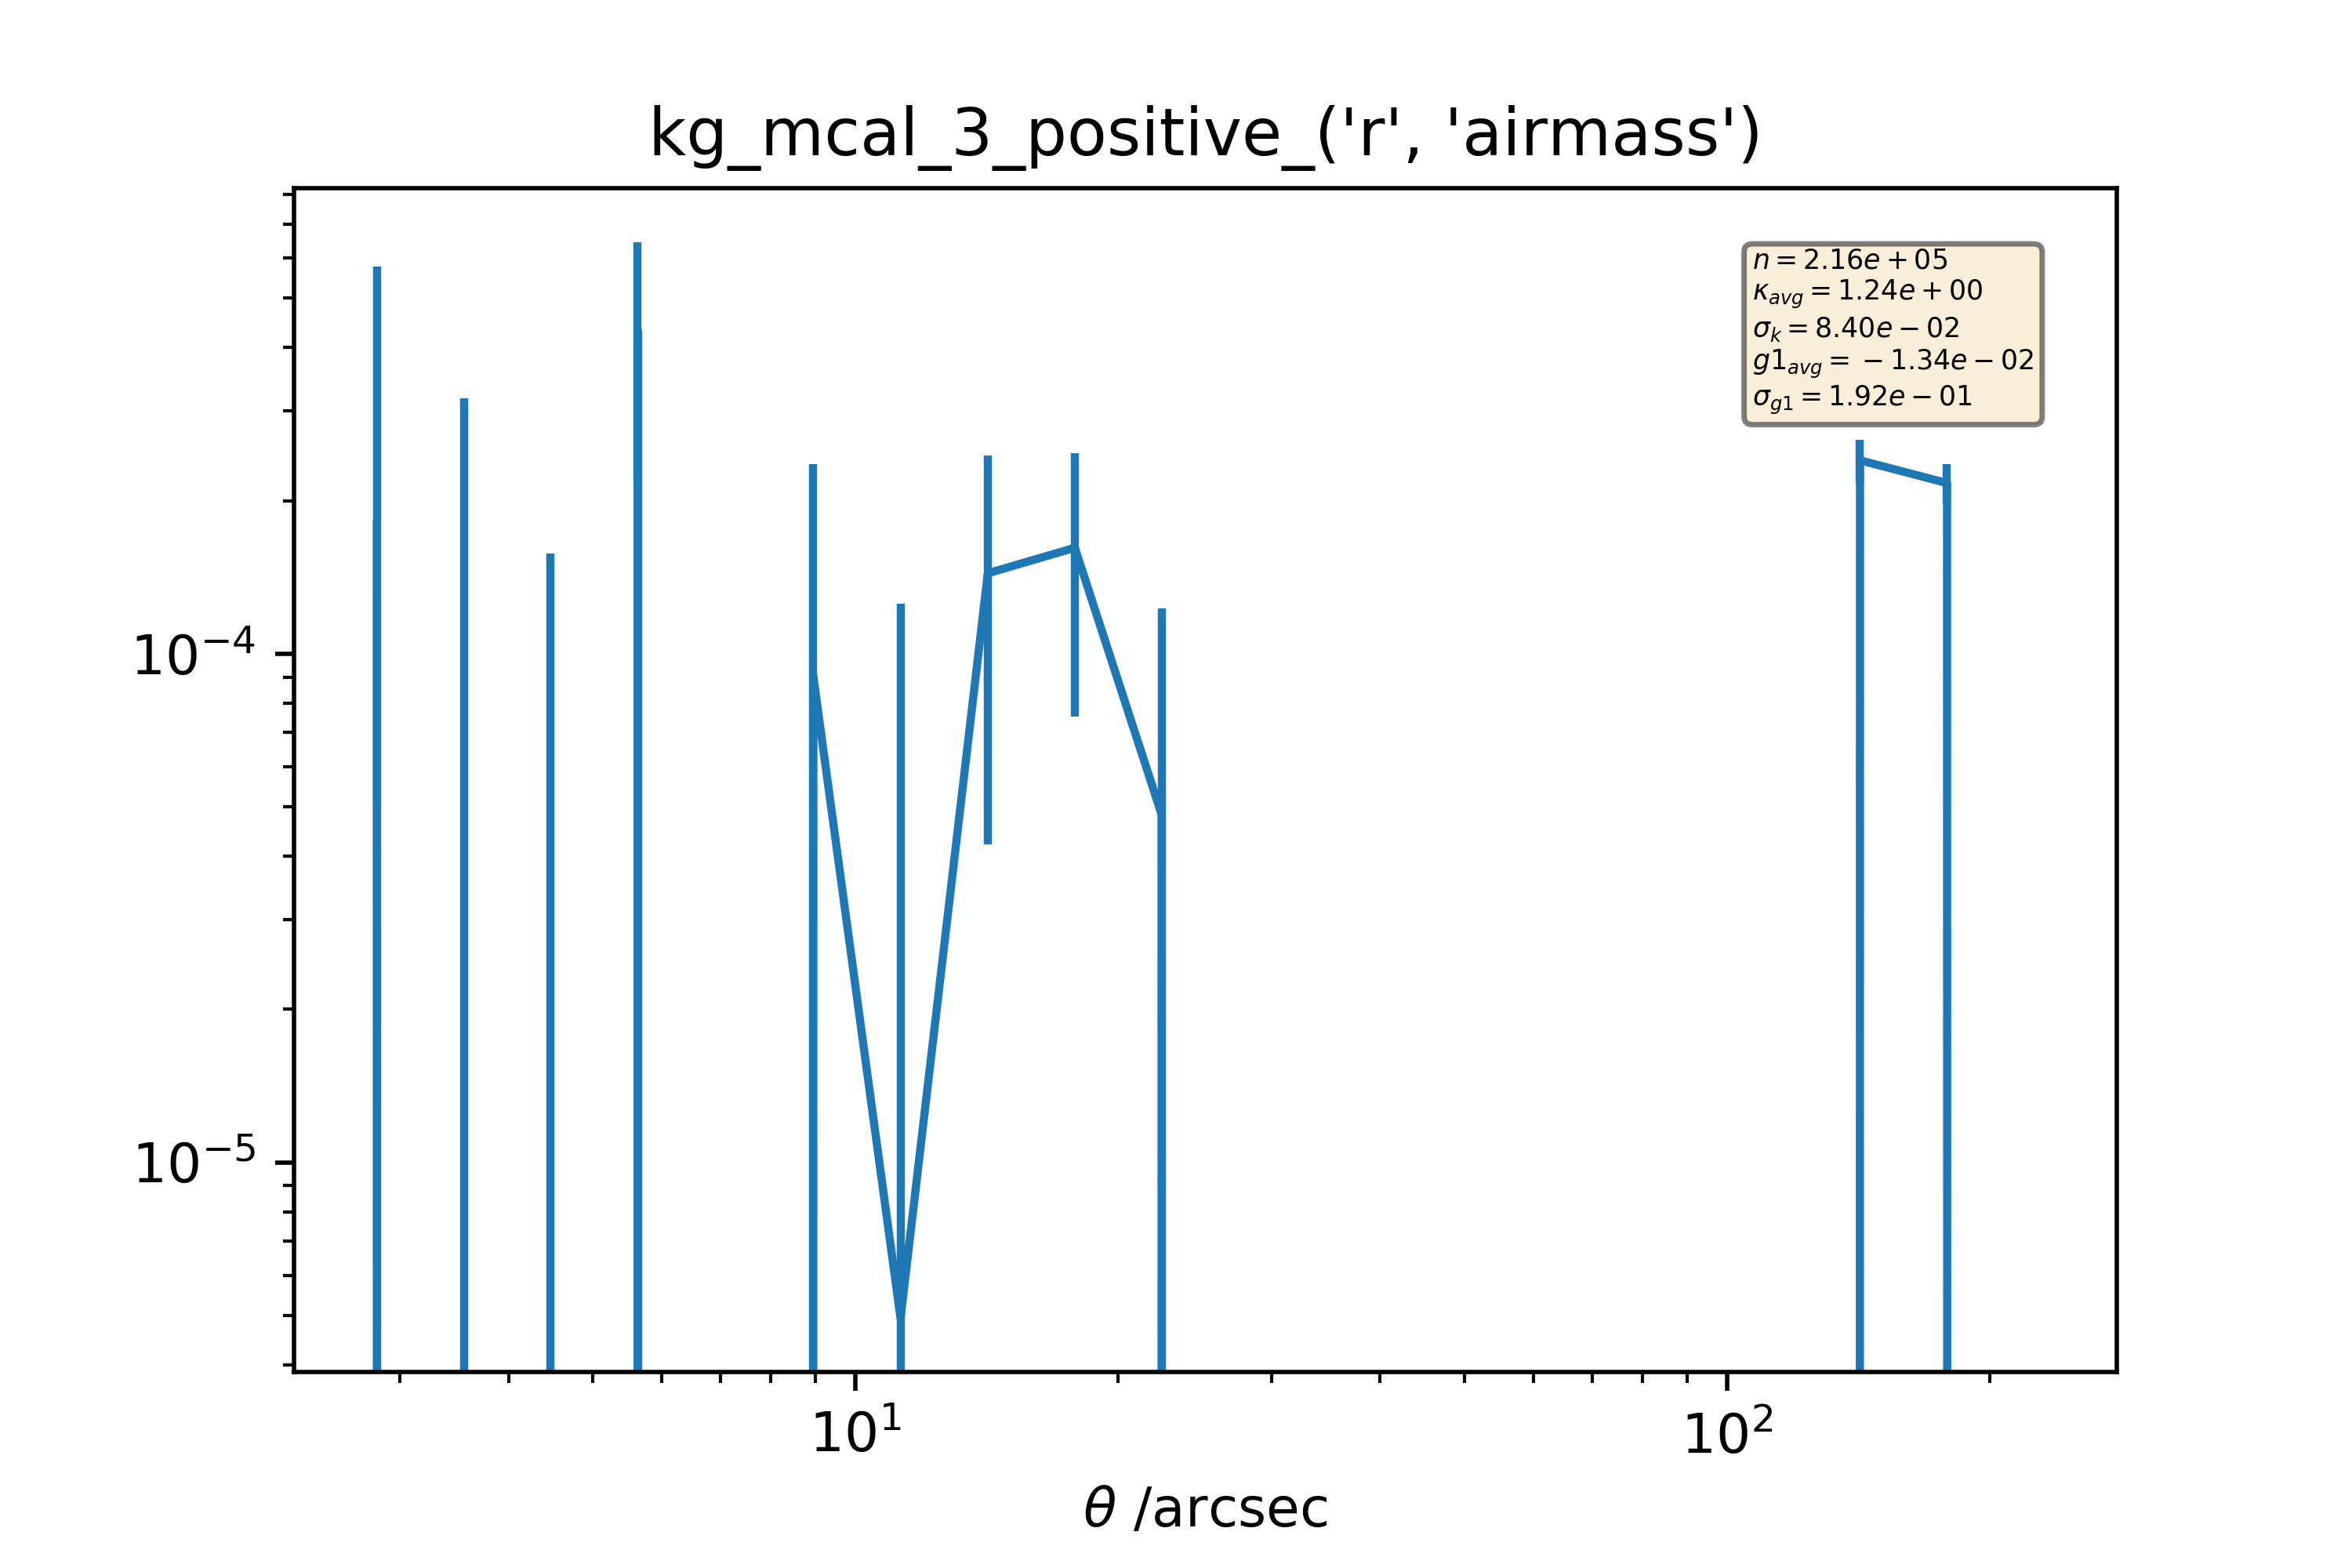 kg_mcal_3_positive_('r', 'airmass')
n = 2.16e + 05
κavg = 1.24e + 00
σk = 8.40e − 02
g1avg = − 1.34e − 02
σg1 = 1.92e − 01
10⁻⁴
10⁻⁵
10¹ 10²
θ /arcsec